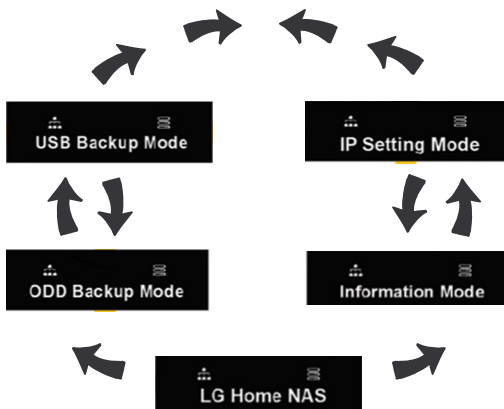 USB Backup Mode
IP Setting Mode
ODD Backup Mode
Information Mode
LG Home NAS